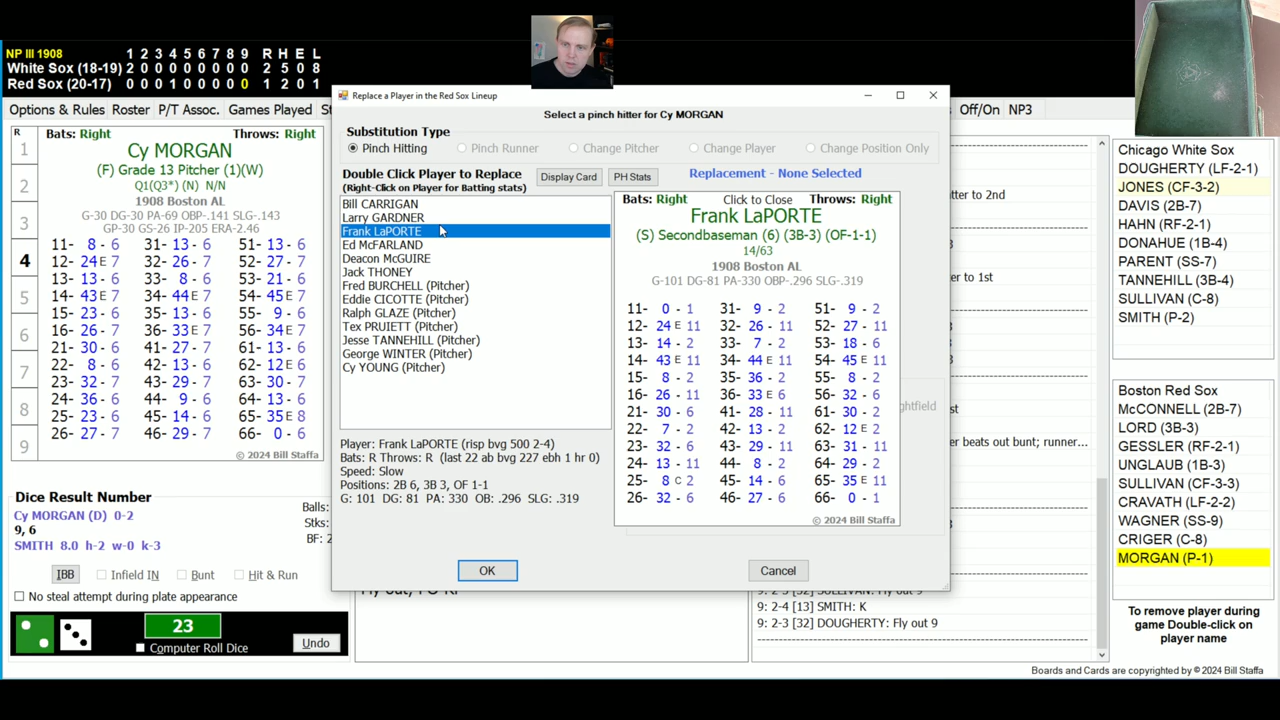 NP III 1908 1 2 3 4 5 6 7 8 9 R H E L
White Sox (18-19) 2 0 0 0 0 0 0 0 0 2 5 0 8
Red Sox (20-17) 0 0 0 1 0 0 0 0 0 1 2 0 1
Options & Rules Roster P/T Assoc. Games Played St
Off/On NP3
R
1
2
3
4
5
6
7
8
9
Bats: Right Throws: Right
Cy MORGAN
(F) Grade 13 Pitcher (1)(W)
Q1(Q3*) (N) N/N
1908 Boston AL
G-30 DG-30 PA-69 OBP-.141 SLG-.143
GP-30 GS-26 IP-205 ERA-2.46
11- 8 - 6 31- 13 - 6 51- 13 - 6
12- 24 E 7 32- 26 - 7 52- 27 - 7
13- 13 - 6 33- 8 - 6 53- 13 - 6
14- 43 E 7 34- 44 E 7 54- 45 E 7
15- 23 - 6 35- 13 - 6 55- 9 - 6
16- 26 - 7 36- 33 E 7 56- 34 E 7
21- 30 - 6 41- 27 - 7 61- 30 - 6
22- 8 - 6 42- 13 - 6 62- 12 E 6
23- 32 - 7 43- 29 - 7 63- 30 - 7
24- 36 - 6 44- 8 - 6 64- 13 - 6
25- 23 - 6 45- 14 - 6 65- 35 E 8
26- 27 - 7 46- 29 - 7 66- 0 - 6
© 2024 Bill Staffa
Dice Result Number
Cy MORGAN (D) 0-2
9, 6
SMITH 8.0 h-2 w-0 k-3
Balls:
Stks:
BF: 2
IBB Infield IN Bunt Hit & Run
No steal attempt during plate appearance
23
Computer Roll Dice
Undo
Replace a Player in the Red Sox Lineup
Select a pinch hitter for Cy MORGAN
Substitution Type
Pinch Hitting Pinch Runner Change Pitcher Change Player Change Position Only
Double Click Player to Replace
(Right-Click on Player for Batting stats)
Display Card PH Stats
Replacement - None Selected
Bill CARRIGAN
Larry GARDNER
Frank LaPORTE
Ed McFARLAND
Deacon McGUIRE
Jack THONEY
Fred BURCHELL (Pitcher)
Eddie CICOTTE (Pitcher)
Ralph GLAZE (Pitcher)
Tex PRUIETT (Pitcher)
Jesse TANNEHILL (Pitcher)
George WINTER (Pitcher)
Cy YOUNG (Pitcher)
Player: Frank LaPORTE (risp bvg 500 2-4)
Bats: R Throws: R (last 22 ab bvg 227 ebh 1 hr 0)
Speed: Slow
Positions: 2B 6, 3B 3, OF 1-1
G: 101 DG: 81 PA: 330 OB: .296 SLG: .319
OK
Cancel
Bats: Right Click to Close Throws: Right
Frank LaPORTE
(S) Secondbaseman (6) (3B-3) (OF-1-1)
14/63
1908 Boston AL
G-101 DG-81 PA-330 OBP-.296 SLG-.319
11- 0 - 1 31- 9 - 2 51- 9 - 2
12- 24 E 11 32- 26 - 11 52- 27 - 11
13- 14 - 2 33- 7 - 2 53- 18 - 6
14- 43 E 11 34- 44 E 11 54- 45 E 11
15- 8 - 2 35- 36 - 2 55- 8 - 2
16- 26 - 11 36- 33 E 6 56- 32 - 6
21- 30 - 6 41- 28 - 11 61- 30 - 2
22- 7 - 2 42- 13 - 2 62- 12 E 2
23- 32 - 6 43- 29 - 11 63- 31 - 11
24- 13 - 11 44- 8 - 2 64- 29 - 2
25- 8 C 2 45- 14 - 6 65- 35 E 11
26- 32 - 6 46- 27 - 6 66- 0 - 1
© 2024 Bill Staffa
htfield
tter to 2nd
er to 1st
st
er beats out bunt; runner...
9: 2-3 [32] SULLIVAN: Fly out 9
9: 2-4 [13] SMITH: K
9: 2-3 [32] DOUGHERTY: Fly out 9
Chicago White Sox
DOUGHERTY (LF-2-1)
JONES (CF-3-2)
DAVIS (2B-7)
HAHN (RF-2-1)
DONAHUE (1B-4)
PARENT (SS-7)
TANNEHILL (3B-4)
SULLIVAN (C-8)
SMITH (P-2)
Boston Red Sox
McCONNELL (2B-7)
LORD (3B-3)
GESSLER (RF-2-1)
UNGLAUB (1B-3)
SULLIVAN (CF-3-3)
CRAVATH (LF-2-2)
WAGNER (SS-9)
CRIGER (C-8)
MORGAN (P-1)
To remove player during
game Double-click on
player name
Boards and Cards are copyrighted by © 2024 Bill Staffa